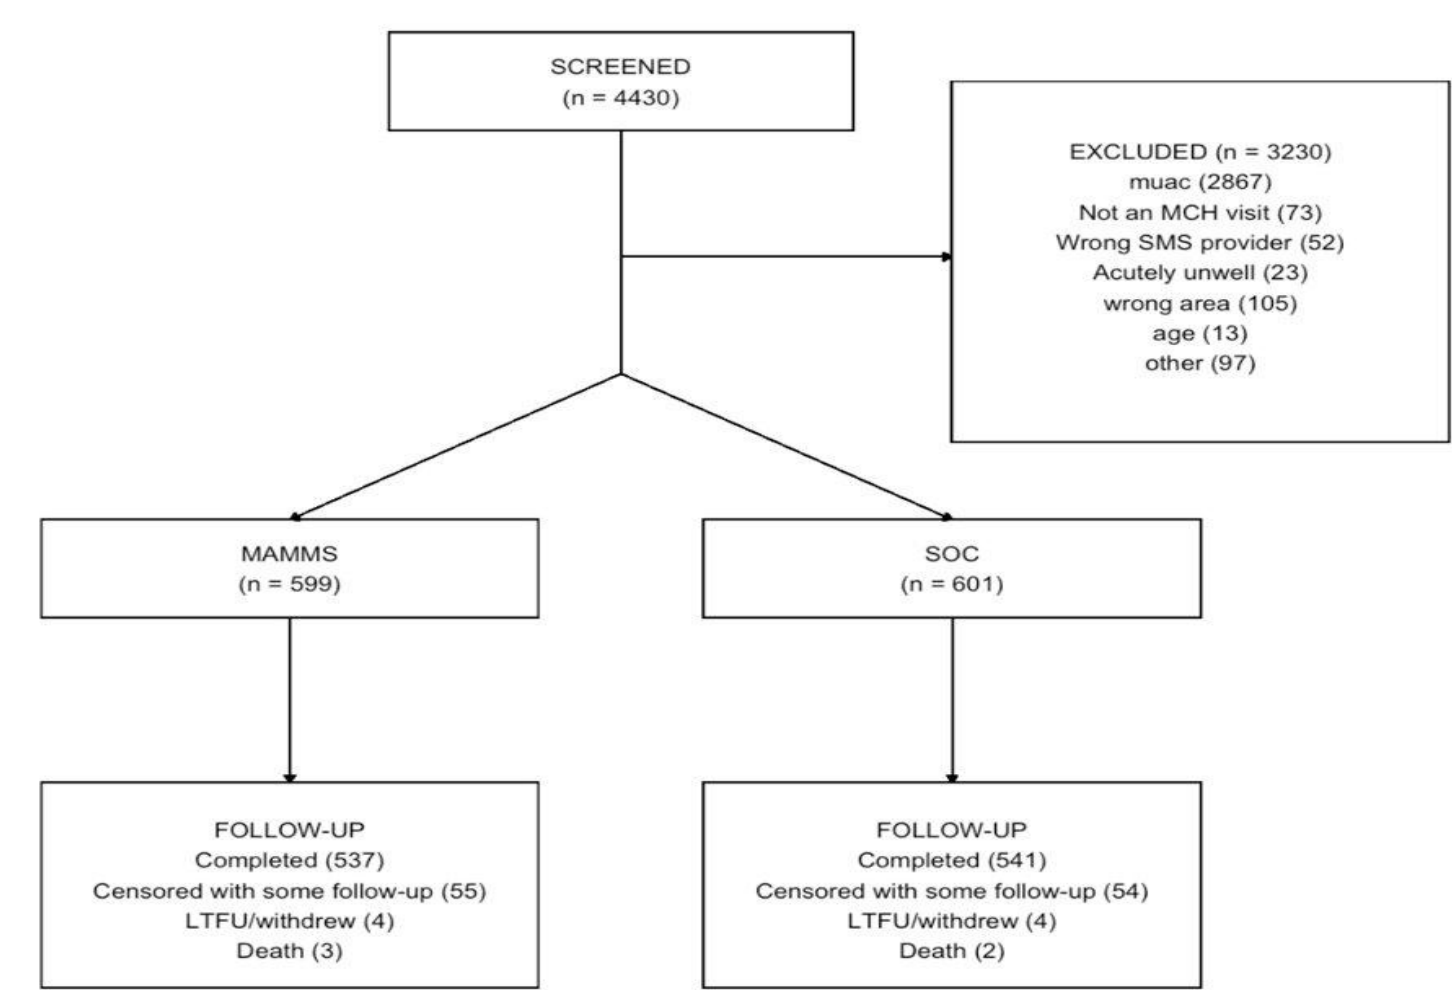 SCREENED
(n = 4430)
EXCLUDED (n = 3230)
muac (2867)
Not an MCH visit (73)
Wrong SMS provider (52)
Acutely unwell (23)
wrong area (105)
age (13)
other (97)
MAMMS
(n = 599)
SOC
(n = 601)
FOLLOW-UP
Completed (537)
Censored with some follow-up (55)
LTFU/withdrew (4)
Death (3)
FOLLOW-UP
Completed (541)
Censored with some follow-up (54)
LTFU/withdrew (4)
Death (2)